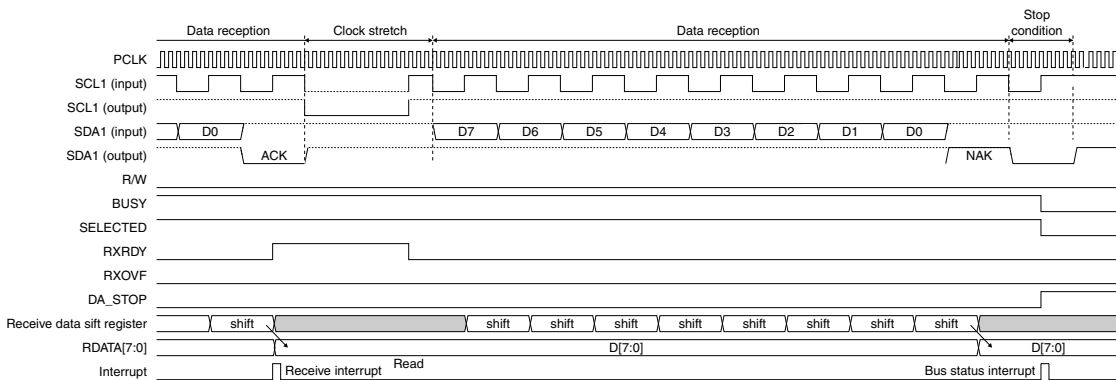 Data reception Clock stretch Data reception Stop condition
PCLK
SCL1 (input)
SCL1 (output)
SDA1 (input) D0 D7 D6 D5 D4 D3 D2 D1 D0
SDA1 (output) ACK NAK
R/W
BUSY
SELECTED
RXRDY
RXOVF
DA_STOP
Receive data sift register shift shift shift shift shift shift shift shift shift
RDATA[7:0] D[7:0] D[7:0]
Interrupt Receive interrupt Read Bus status interrupt